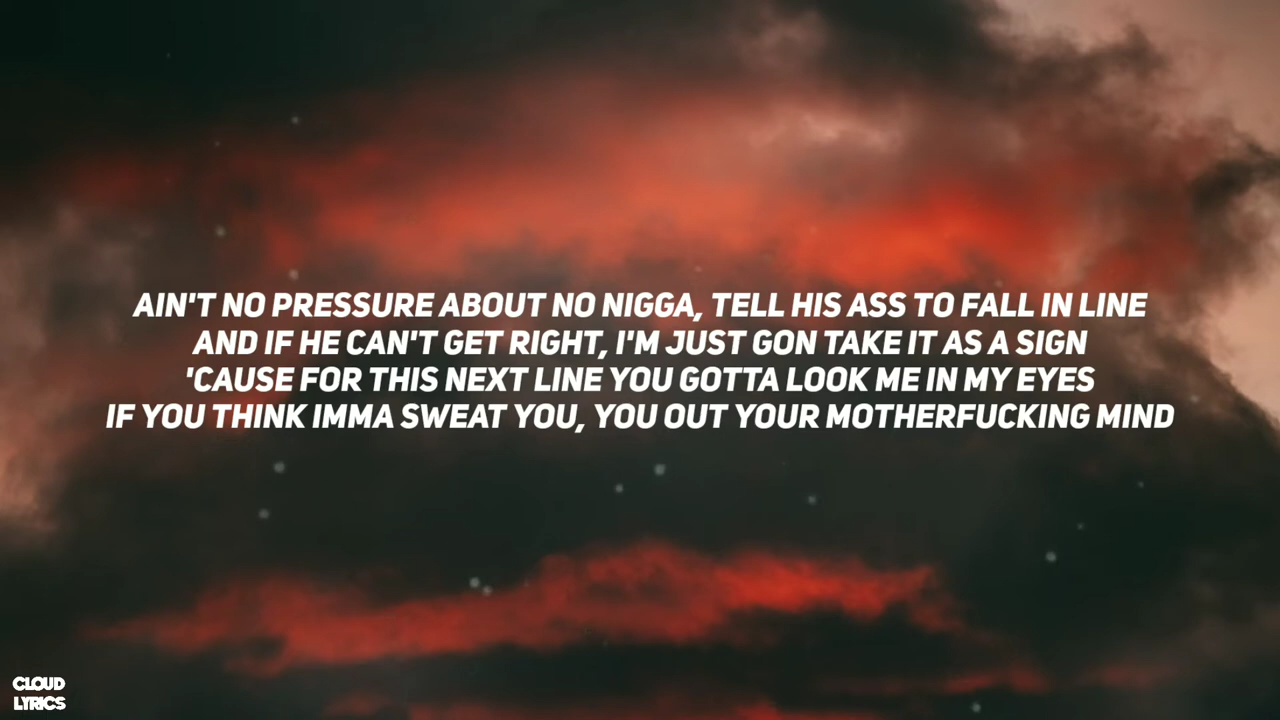 AIN'T NO PRESSURE ABOUT NO NIGGA, TELL HIS ASS TO FALL IN LINE
AND IF HE CAN'T GET RIGHT, I'M JUST GON TAKE IT AS A SIGN
'CAUSE FOR THIS NEXT LINE YOU GOTTA LOOK ME IN MY EYES
IF YOU THINK IMMA SWEAT YOU, YOU OUT YOUR MOTHERFUCKING MIND
CLOUD
LYRICS